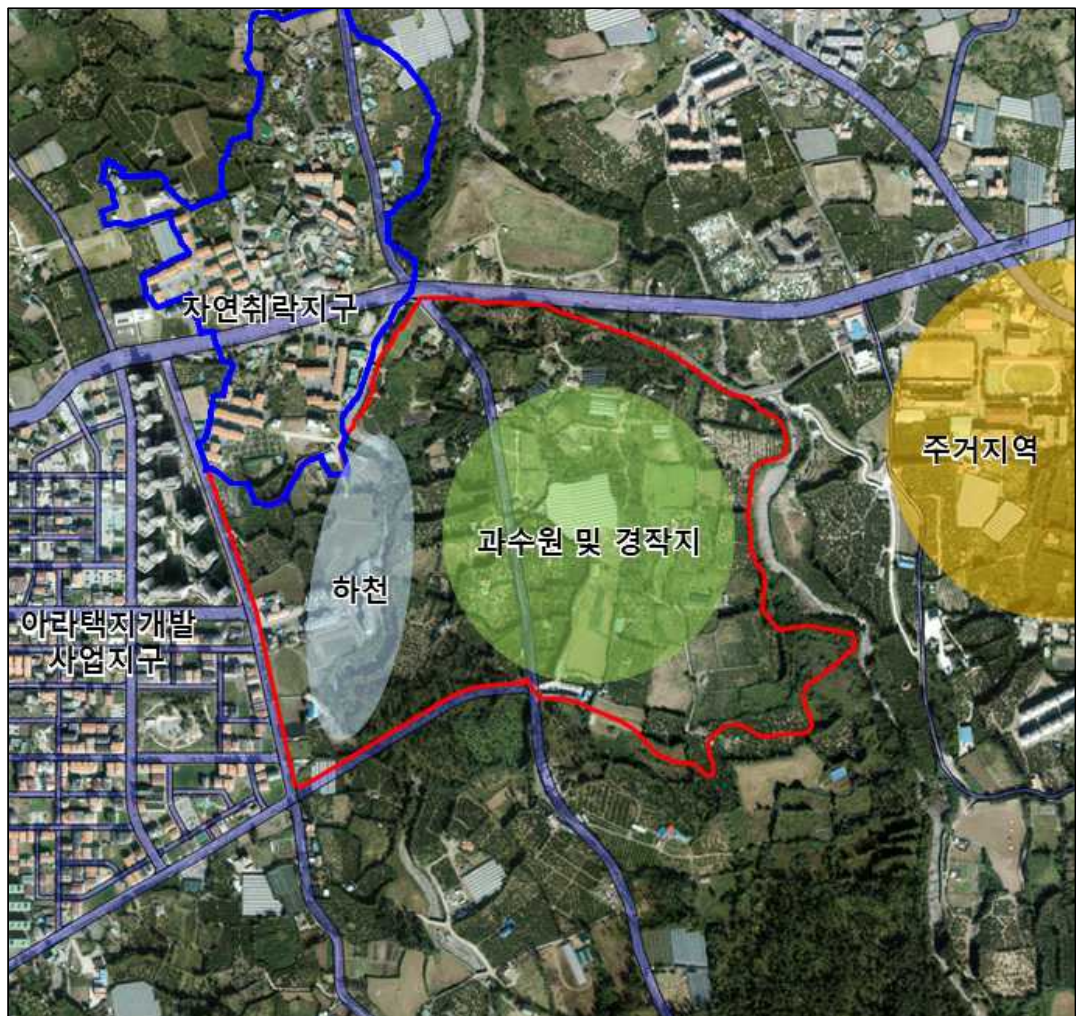 자연취락지구
주거지역
과수원 및 경작지
하천
아라택지개발
사업지구